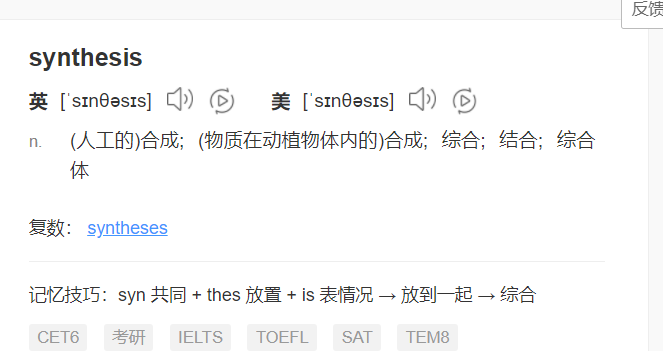 反馈
synthesis
英 [ˈsɪnθəsɪs] 美 [ˈsɪnθəsɪs]
n. (人工的)合成；(物质在动植物体内的)合成；综合；结合；综合
体
复数： syntheses
记忆技巧：syn 共同 + thes 放置 + is 表情况 → 放到一起 → 综合
CET6 考研 IELTS TOEFL SAT TEM8